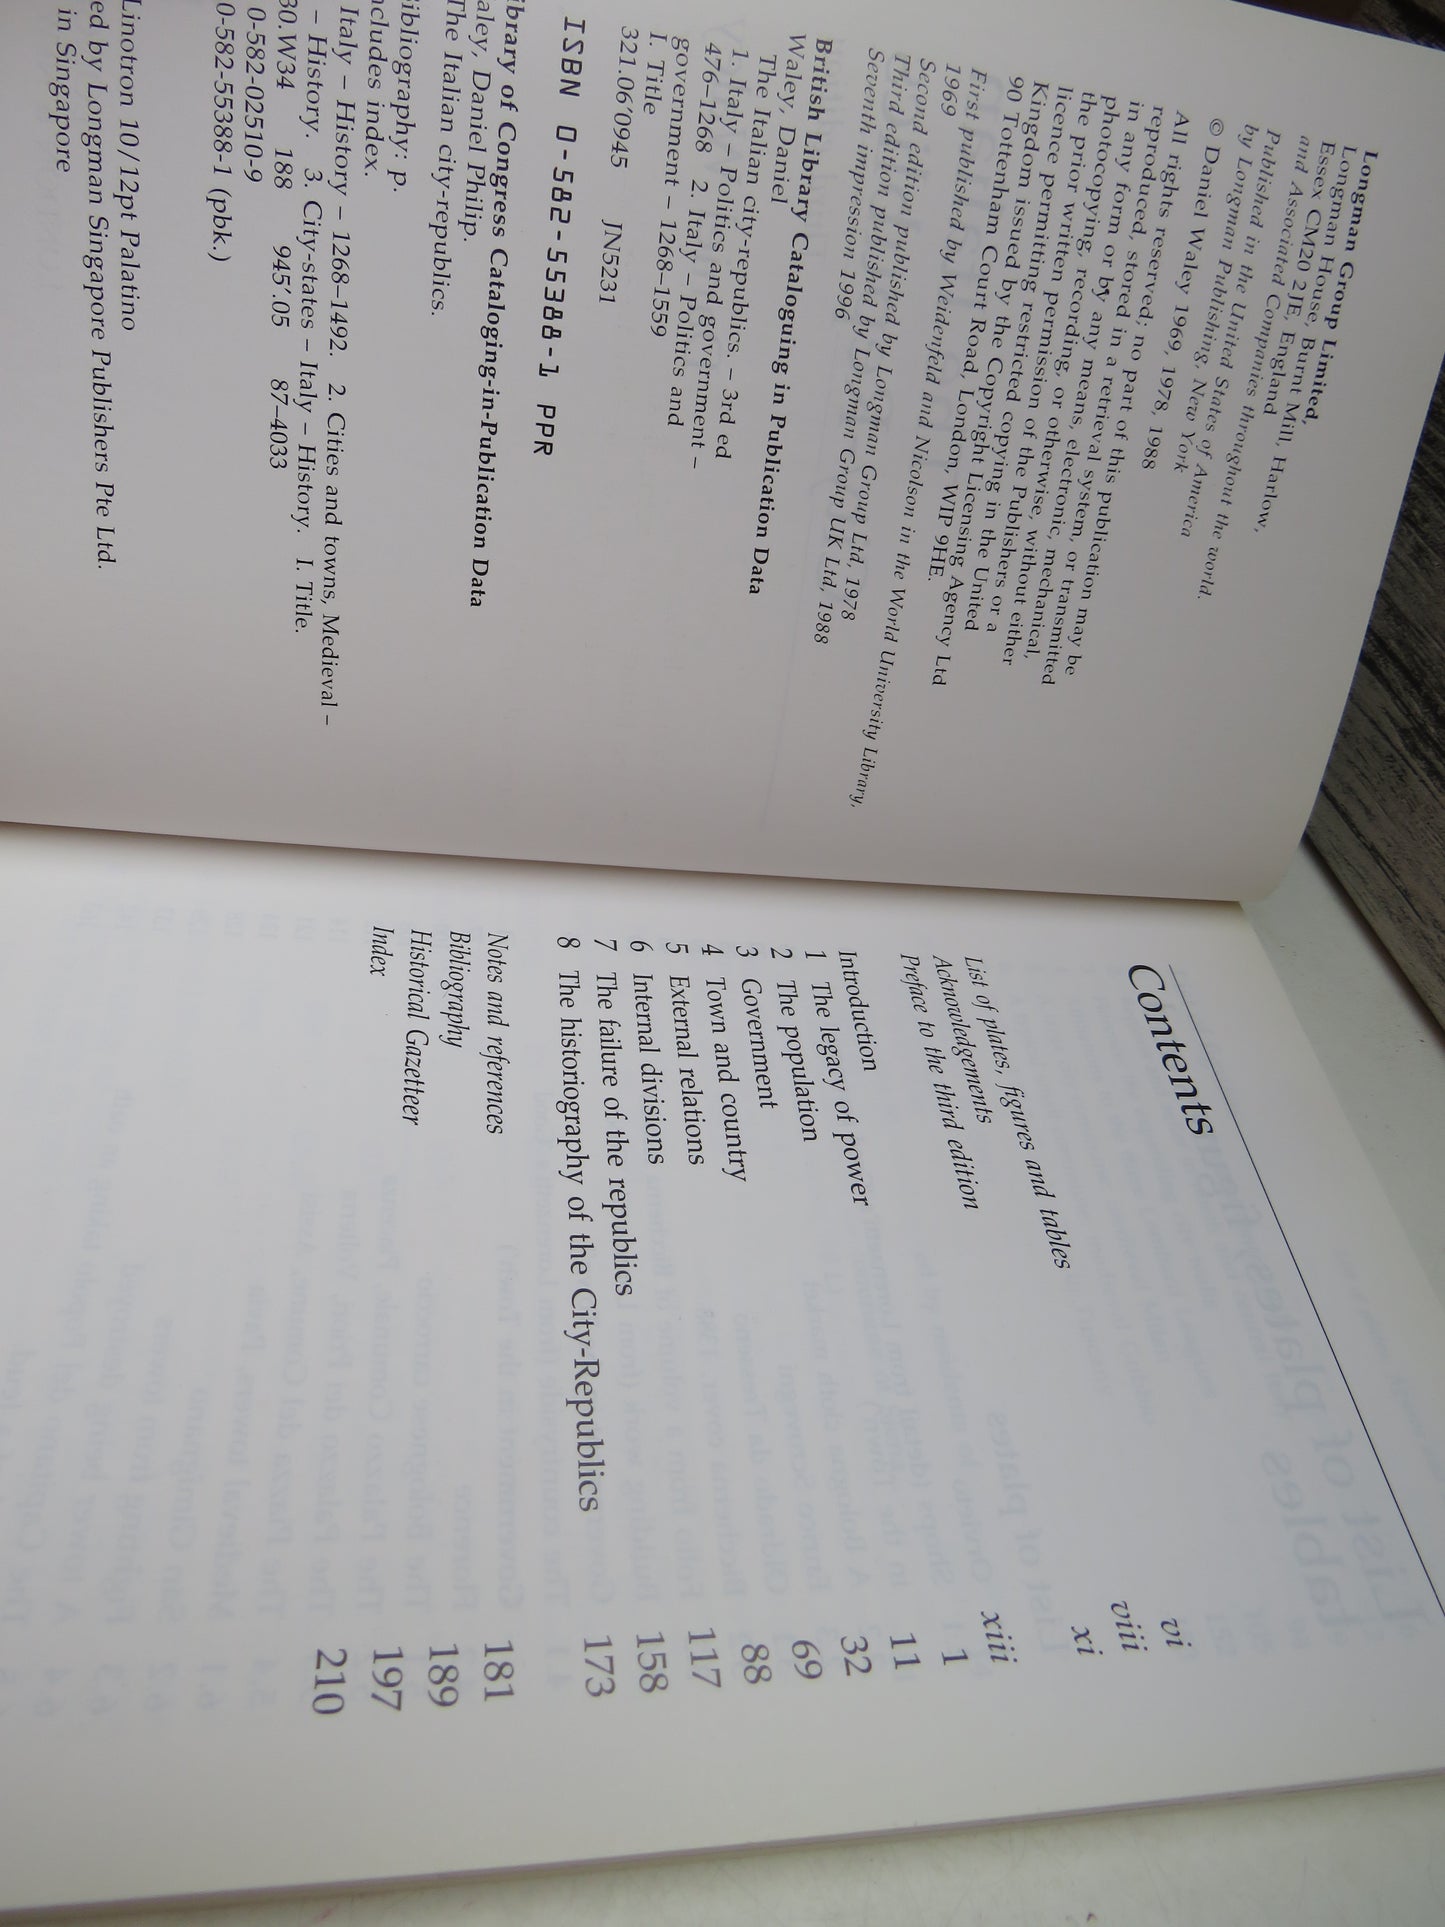 Longman Group Limited,
Longman House, Burnt Mill, Harlow,
Essex CM20 2JE, England
and Associated Companies throughout the world.
Published in the United States of America
by Longman Publishing, New York
© Daniel Waley 1969, 1978, 1988
All rights reserved; no part of this publication may be
reproduced, stored in a retrieval system, or transmitted
in any form or by any means, electronic, mechanical,
photocopying, recording, or otherwise, without either
the prior written permission of the Publishers or a
licence permitting restricted copying in the United
Kingdom issued by the Copyright Licensing Agency Ltd
90 Tottenham Court Road, London, WIP 9HE.
First published by Weidenfeld and Nicolson in the World University Library,
1969
Second edition published by Longman Group Ltd, 1978
Third edition published by Longman Group UK Ltd, 1988
Seventh impression 1996
British Library Cataloguing in Publication Data
Waley, Daniel
The Italian city-republics. – 3rd ed
1. Italy – Politics and government –
476–1268 2. Italy – Politics and
government – 1268–1559
I. Title
321.06'0945 JN5231
ISBN 0-582-55388-1 PPR
ibrary of Congress Cataloging-in-Publication Data
aley, Daniel Philip.
The Italian city-republics.
ibliography: p.
ncludes index.
Italy – History – 1268–1492. 2. Cities and towns, Medieval –
– History. 3. City-states – Italy – History. I. Title.
30.W34 188 945'.05 87–4033
0-582-02510-9
0-582-55388-1 (pbk.)
Linotron 10/12pt Palatino
ed by Longman Singapore Publishers Pte Ltd.
in Singapore
Contents
List of plates, figures and tables vi
Acknowledgements viii
Preface to the third edition xi
Introduction xiii
1 The legacy of power 1
2 The population 11
3 Government 32
4 Town and country 69
5 External relations 88
6 Internal divisions 117
7 The failure of the republics 158
8 The historiography of the City-Republics 173
Notes and references 181
Bibliography 189
Historical Gazetteer 197
Index 210